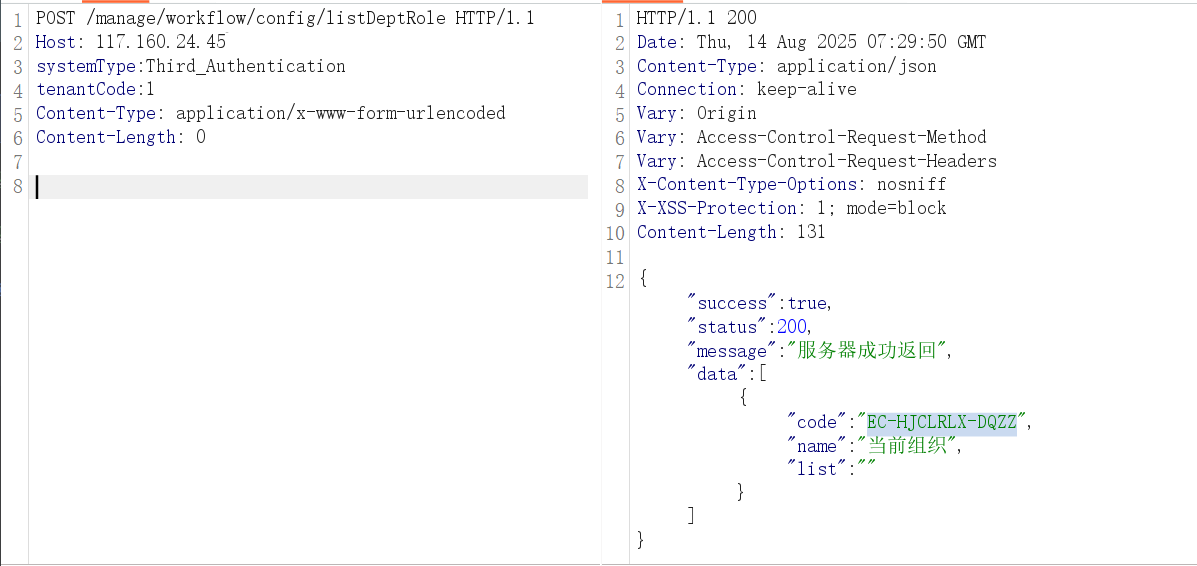 1 POST /manage/workflow/config/listDeptRole HTTP/1.1
2 Host: 117.160.24.45
3 systemType:Third_Authentication
4 tenantCode:1
5 Content-Type: application/x-www-form-urlencoded
6 Content-Length: 0
7
8
1 HTTP/1.1 200
2 Date: Thu, 14 Aug 2025 07:29:50 GMT
3 Content-Type: application/json
4 Connection: keep-alive
5 Vary: Origin
6 Vary: Access-Control-Request-Method
7 Vary: Access-Control-Request-Headers
8 X-Content-Type-Options: nosniff
9 X-XSS-Protection: 1; mode=block
10 Content-Length: 131
11
12 {
"success":true,
"status":200,
"message":"服务器成功返回",
"data":[
{
"code":"EC-HJCLRLX-DQZZ",
"name":"当前组织",
"list":""
}
]
}